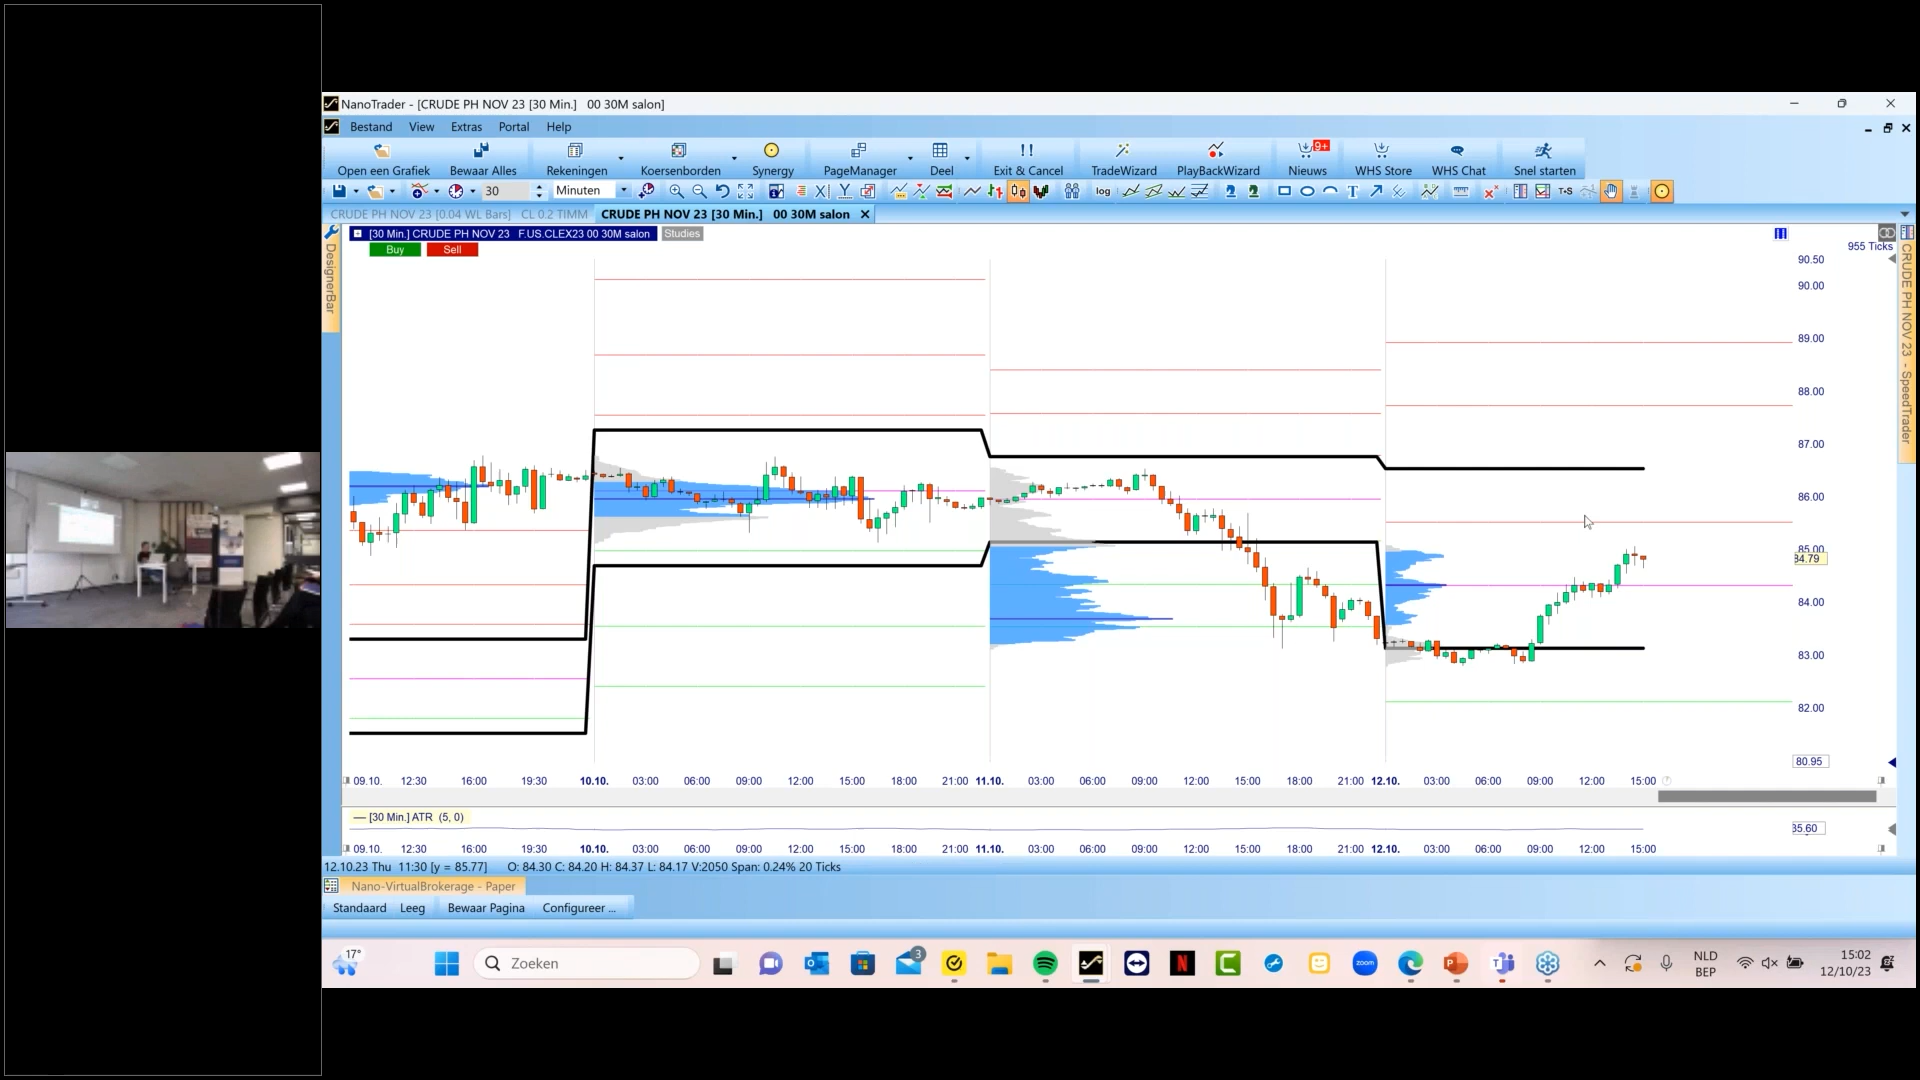 NanoTrader - [CRUDE PH NOV 23 [30 Min.]   00 30M salon]
Bestand View Extras Portal Help
Open een Grafiek Bewaar Alles Rekeningen Koersenborden Synergy PageManager Deel Exit & Cancel TradeWizard PlayBackWizard Nieuws 9+ WHS Store WHS Chat Snel starten
30 Minuten log T T+S
CRUDE PH NOV 23 [0.04 WL Bars] CL 0.2 TIMM CRUDE PH NOV 23 [30 Min.] 00 30M salon
[30 Min.] CRUDE PH NOV 23 F.US.CLEX23 00 30M salon Studies
Buy Sell
955 Ticks
DesignerBar
CRUDE PH NOV 23 - SpeedTrader
90.50
90.00
89.00
88.00
87.00
86.00
85.00
84.79
84.00
83.00
82.00
80.95
09.10. 12:30 16:00 19:30 10.10. 03:00 06:00 09:00 12:00 15:00 18:00 21:00 11.10. 03:00 06:00 09:00 12:00 15:00 18:00 21:00 12.10. 03:00 06:00 09:00 12:00 15:00
[30 Min.] ATR (5, 0)
35.60
09.10. 12:30 16:00 19:30 10.10. 03:00 06:00 09:00 12:00 15:00 18:00 21:00 11.10. 03:00 06:00 09:00 12:00 15:00 18:00 21:00 12.10. 03:00 06:00 09:00 12:00 15:00
12.10.23 Thu 11:30 [y = 85.77] O: 84.30 C: 84.20 H: 84.37 L: 84.17 V:2050 Span: 0.24% 20 Ticks
Nano-VirtualBrokerage - Paper
Standaard Leeg Bewaar Pagina Configureer ...
17° Zoeken 3 zoom NLD 15:02
BEP 12/10/23